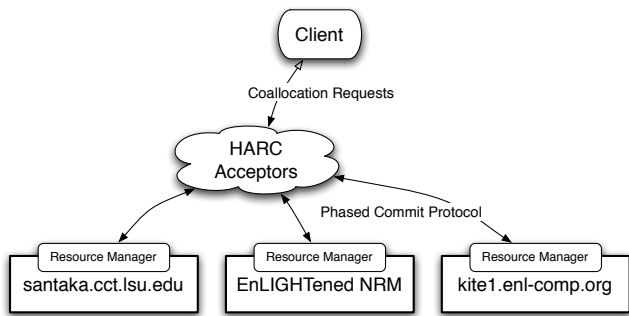 Client
Coallocation Requests
HARC
Acceptors
Phased Commit Protocol
Resource Manager
santaka.cct.lsu.edu
Resource Manager
EnLIGHTened NRM
Resource Manager
kite1.enl-comp.org